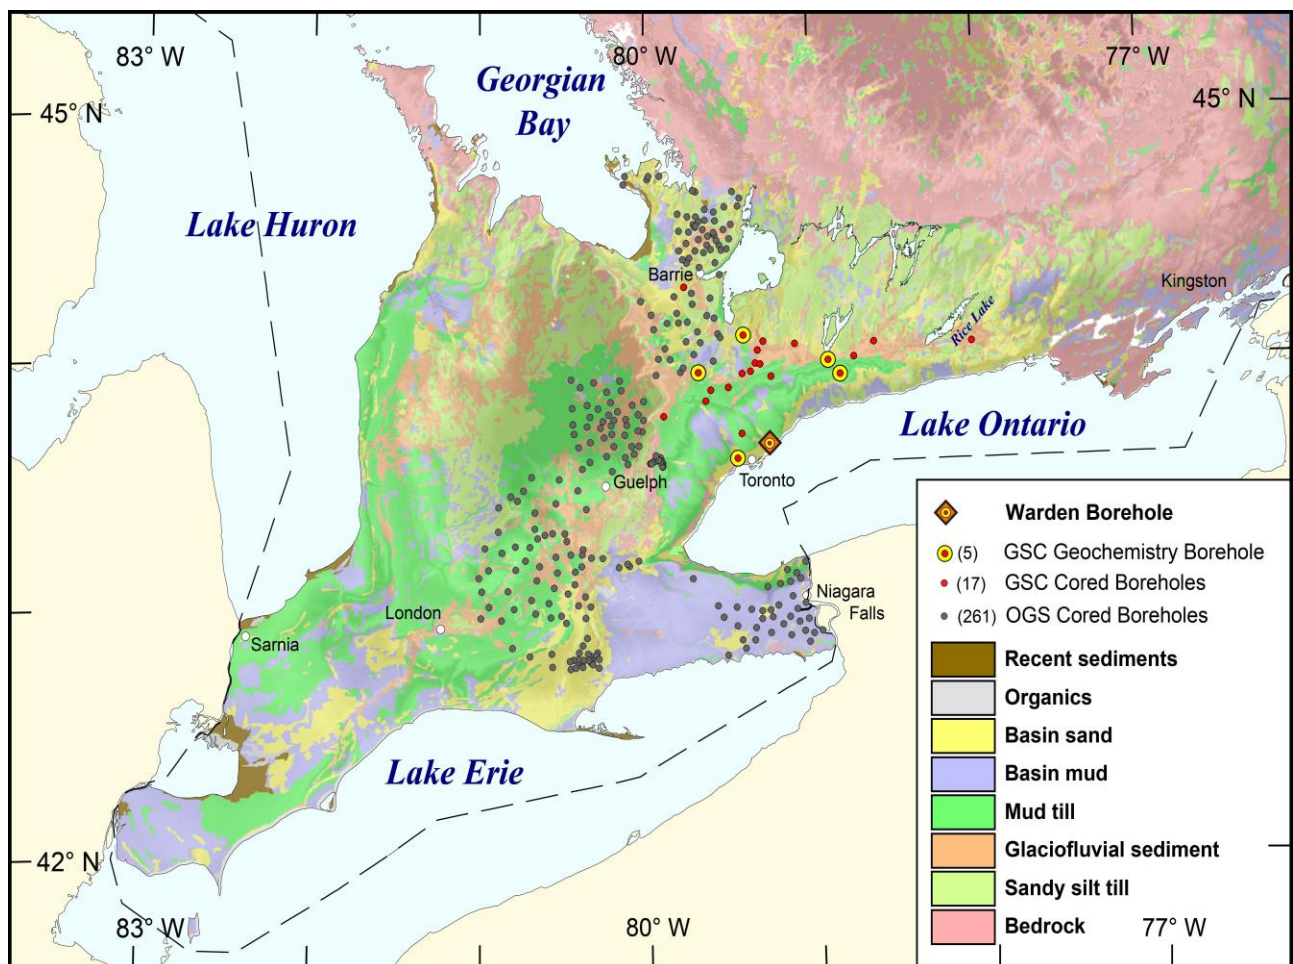 83° W
80° W
77° W
Georgian
Bay
45° N
45° N
Lake Huron
Barrie
Kingston
Rice Lake
Lake Ontario
Guelph
Toronto
Warden Borehole
(5) GSC Geochemistry Borehole
(17) GSC Cored Boreholes
(261) OGS Cored Boreholes
Niagara
Falls
London
Sarnia
Recent sediments
Organics
Basin sand
Basin mud
Mud till
Glaciofluvial sediment
Sandy silt till
Bedrock
Lake Erie
42° N
83° W
80° W
77° W